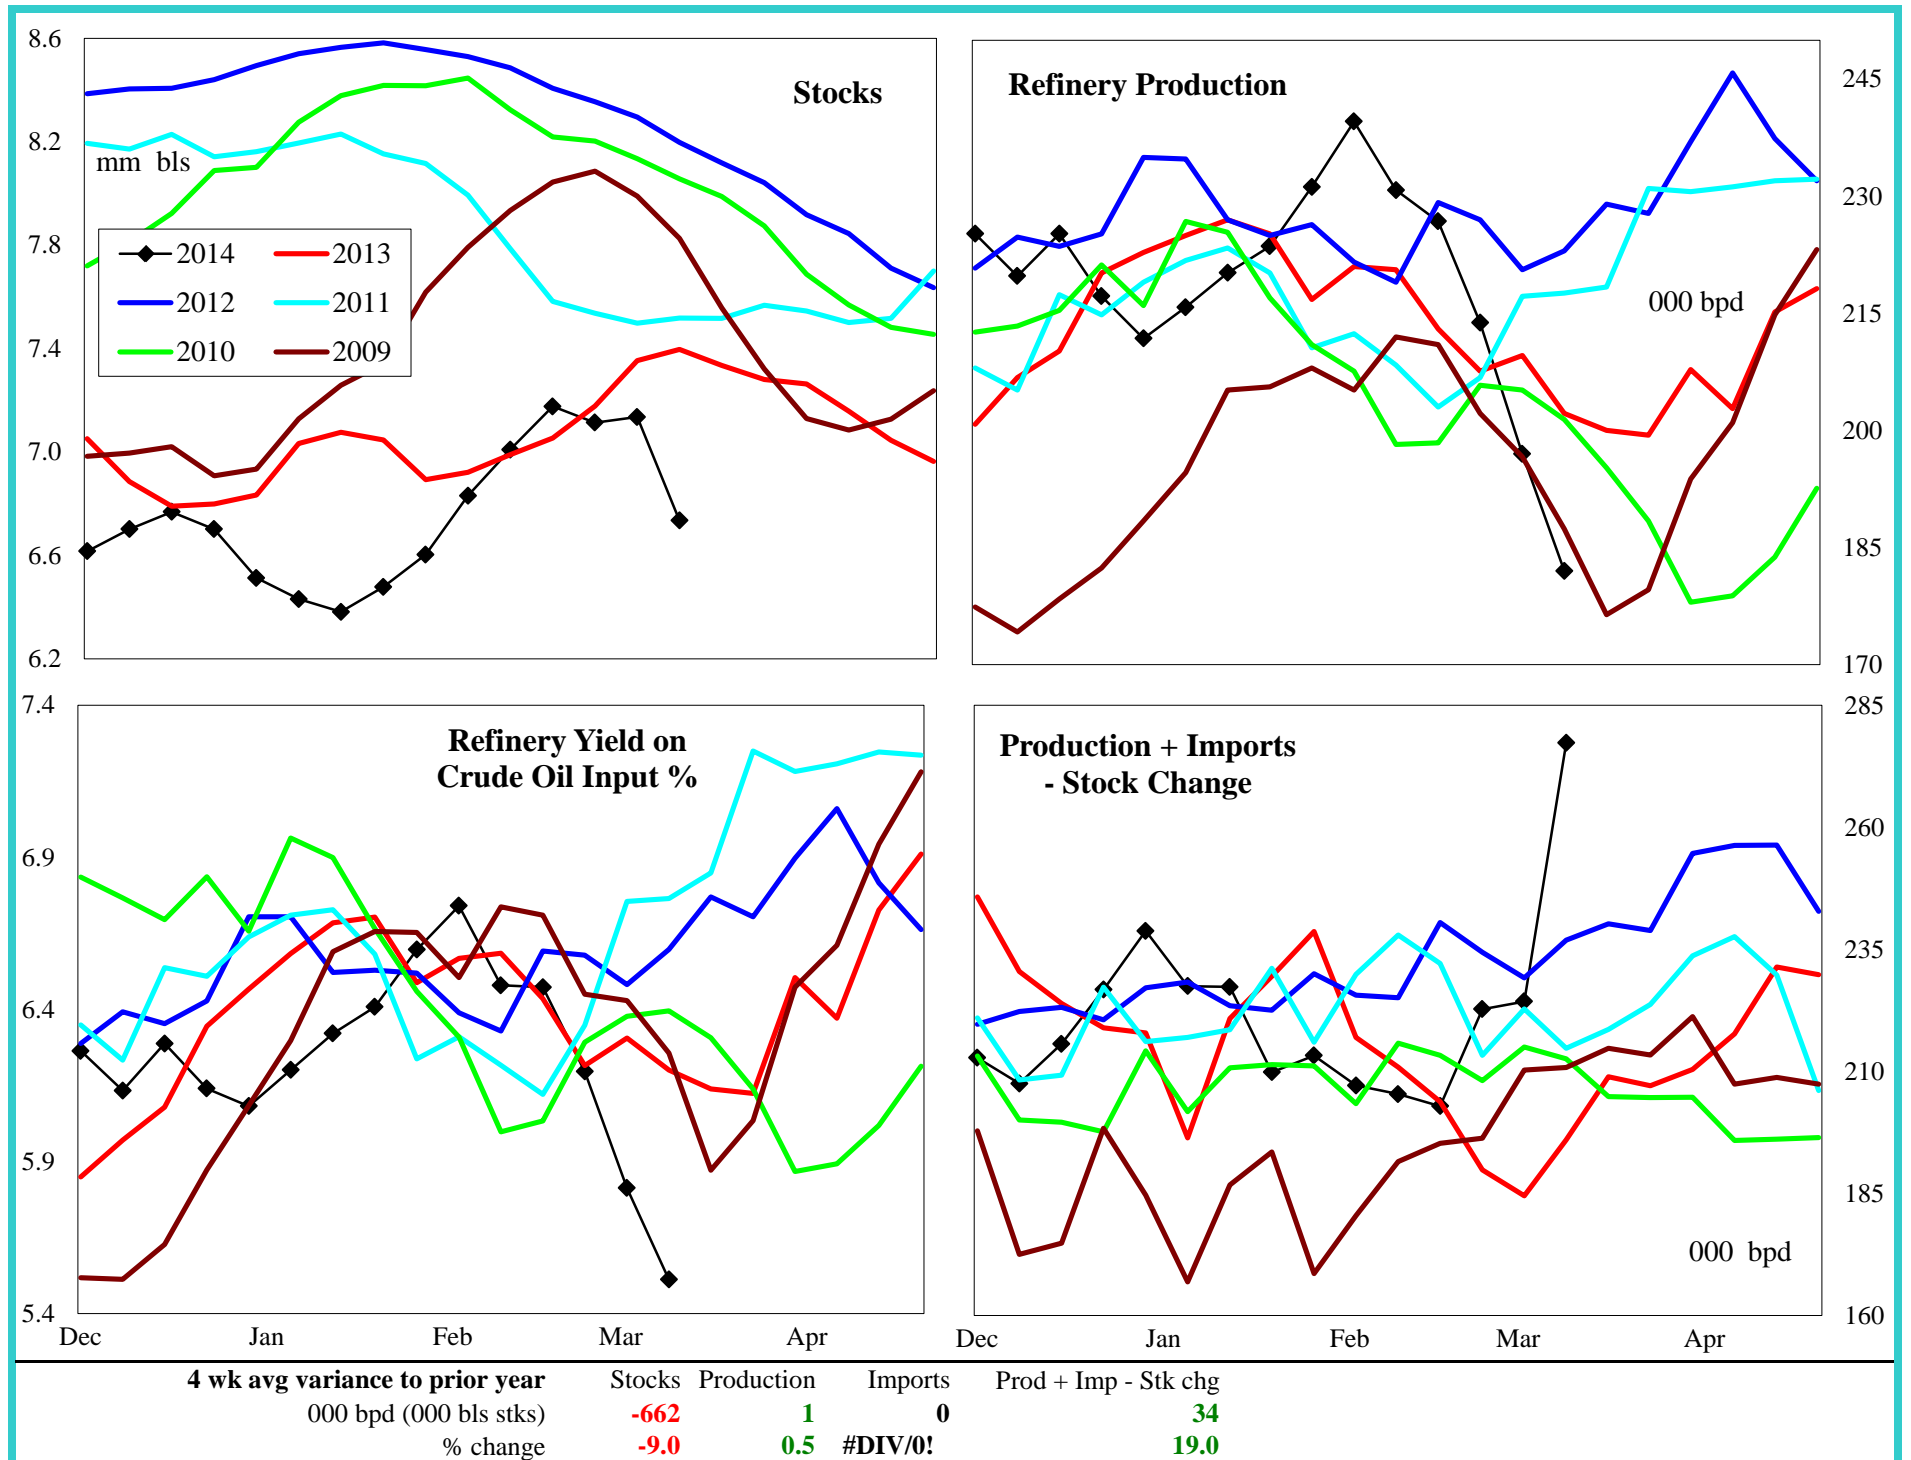 8.6
8.2
7.8
7.4
7.0
6.6
6.2
Stocks
mm bls
2014 2013
2012 2011
2010 2009
Refinery Production
000 bpd
245
230
215
200
185
170
7.4
6.9
6.4
5.9
5.4
Refinery Yield on
Crude Oil Input %
Dec Jan Feb Mar Apr
Production + Imports
- Stock Change
000 bpd
285
260
235
210
185
160
Dec Jan Feb Mar Apr
4 wk avg variance to prior year Stocks Production Imports Prod + Imp - Stk chg
000 bpd (000 bls stks) -662 1 0 34
% change -9.0 0.5 #DIV/0! 19.0